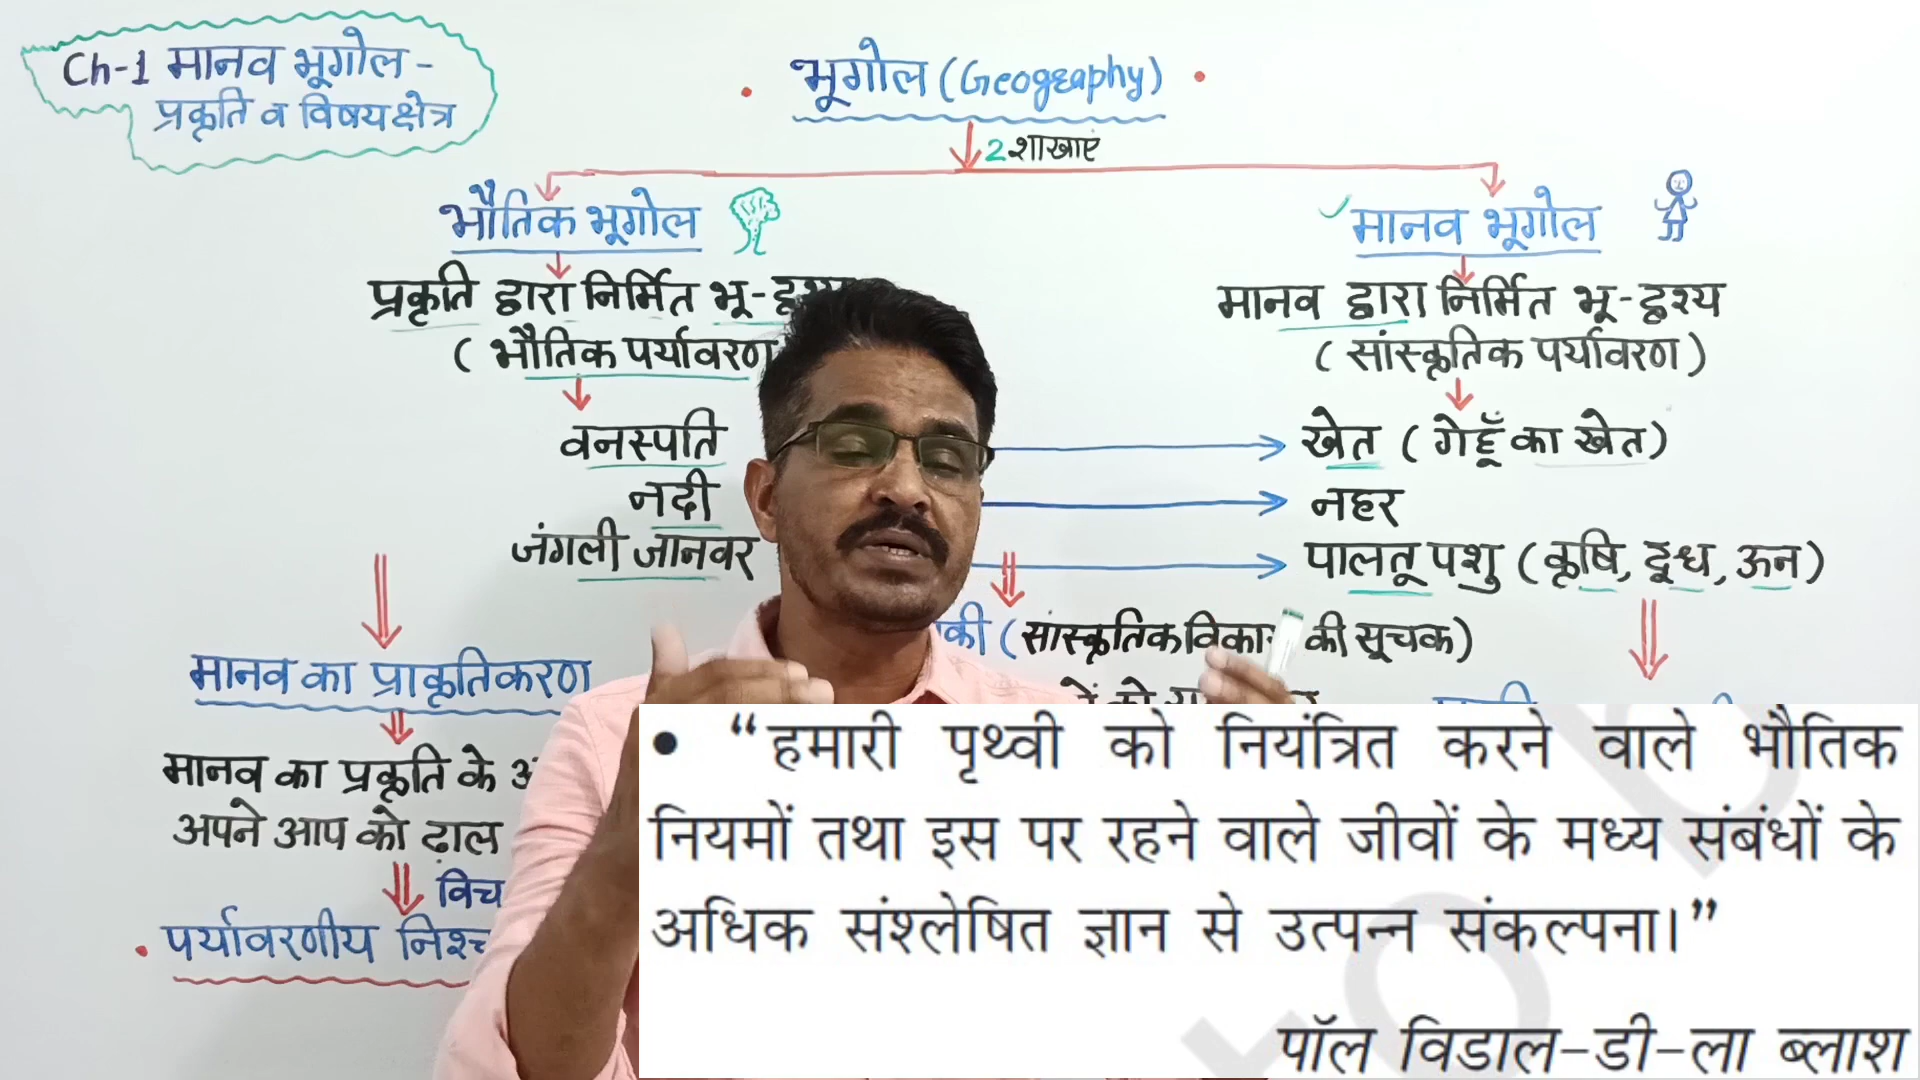 Ch-1 मानव भूगोल -
प्रकृति व विषयक्षेत्र
भूगोल (Geography)
2 शाखाएं
भौतिक भूगोल
मानव भूगोल
प्रकृति द्वारा निर्मित भू-दृश्य
मानव द्वारा निर्मित भू-दृश्य
( भौतिक पर्यावरण
( सांस्कृतिक पर्यावरण )
वनस्पति
खेत ( गेहूँ का खेत )
नदी
नहर
जंगली जानवर
पालतू पशु ( कृषि, दूध, ऊन )
की ( सांस्कृतिक विका की सूचक )
मानव का प्राकृतिकरण
मानव का प्रकृति के
अपने आप को ढ़ाल
विच
पर्यावरणीय निश्च
• “हमारी पृथ्वी को नियंत्रित करने वाले भौतिक
नियमों तथा इस पर रहने वाले जीवों के मध्य संबंधों के
अधिक संश्लेषित ज्ञान से उत्पन्न संकल्पना।”
पॉल विडाल-डी-ला ब्लाश